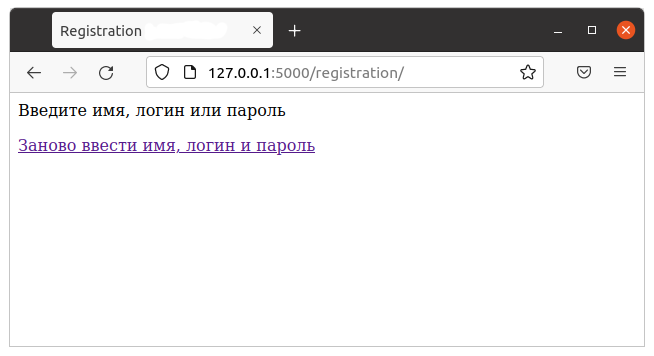 Registration
127.0.0.1:5000/registration/
Введите имя, логин или пароль
Заново ввести имя, логин и пароль